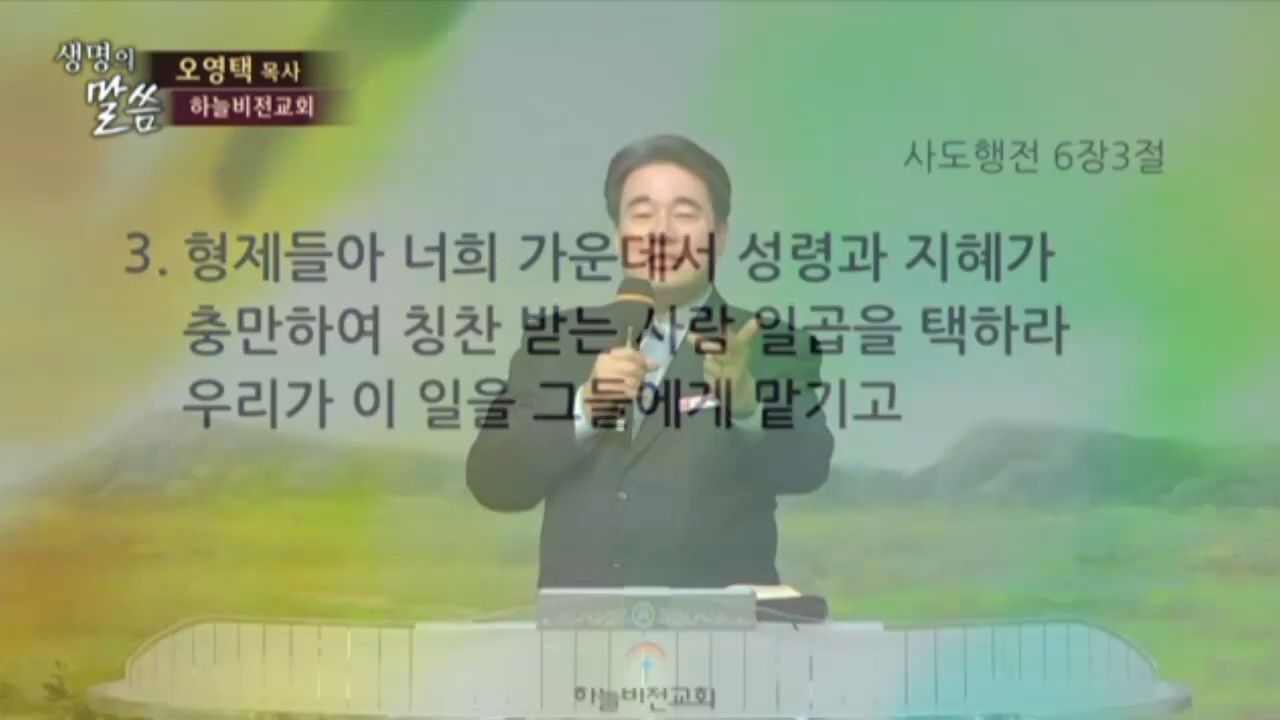 생명의
말씀
오영택 목사
하늘비전교회
사도행전 6장3절
3. 형제들아 너희 가운데서 성령과 지혜가
충만하여 칭찬 받는 사람 일곱을 택하라
우리가 이 일을 그들에게 맡기고
하늘비전교회